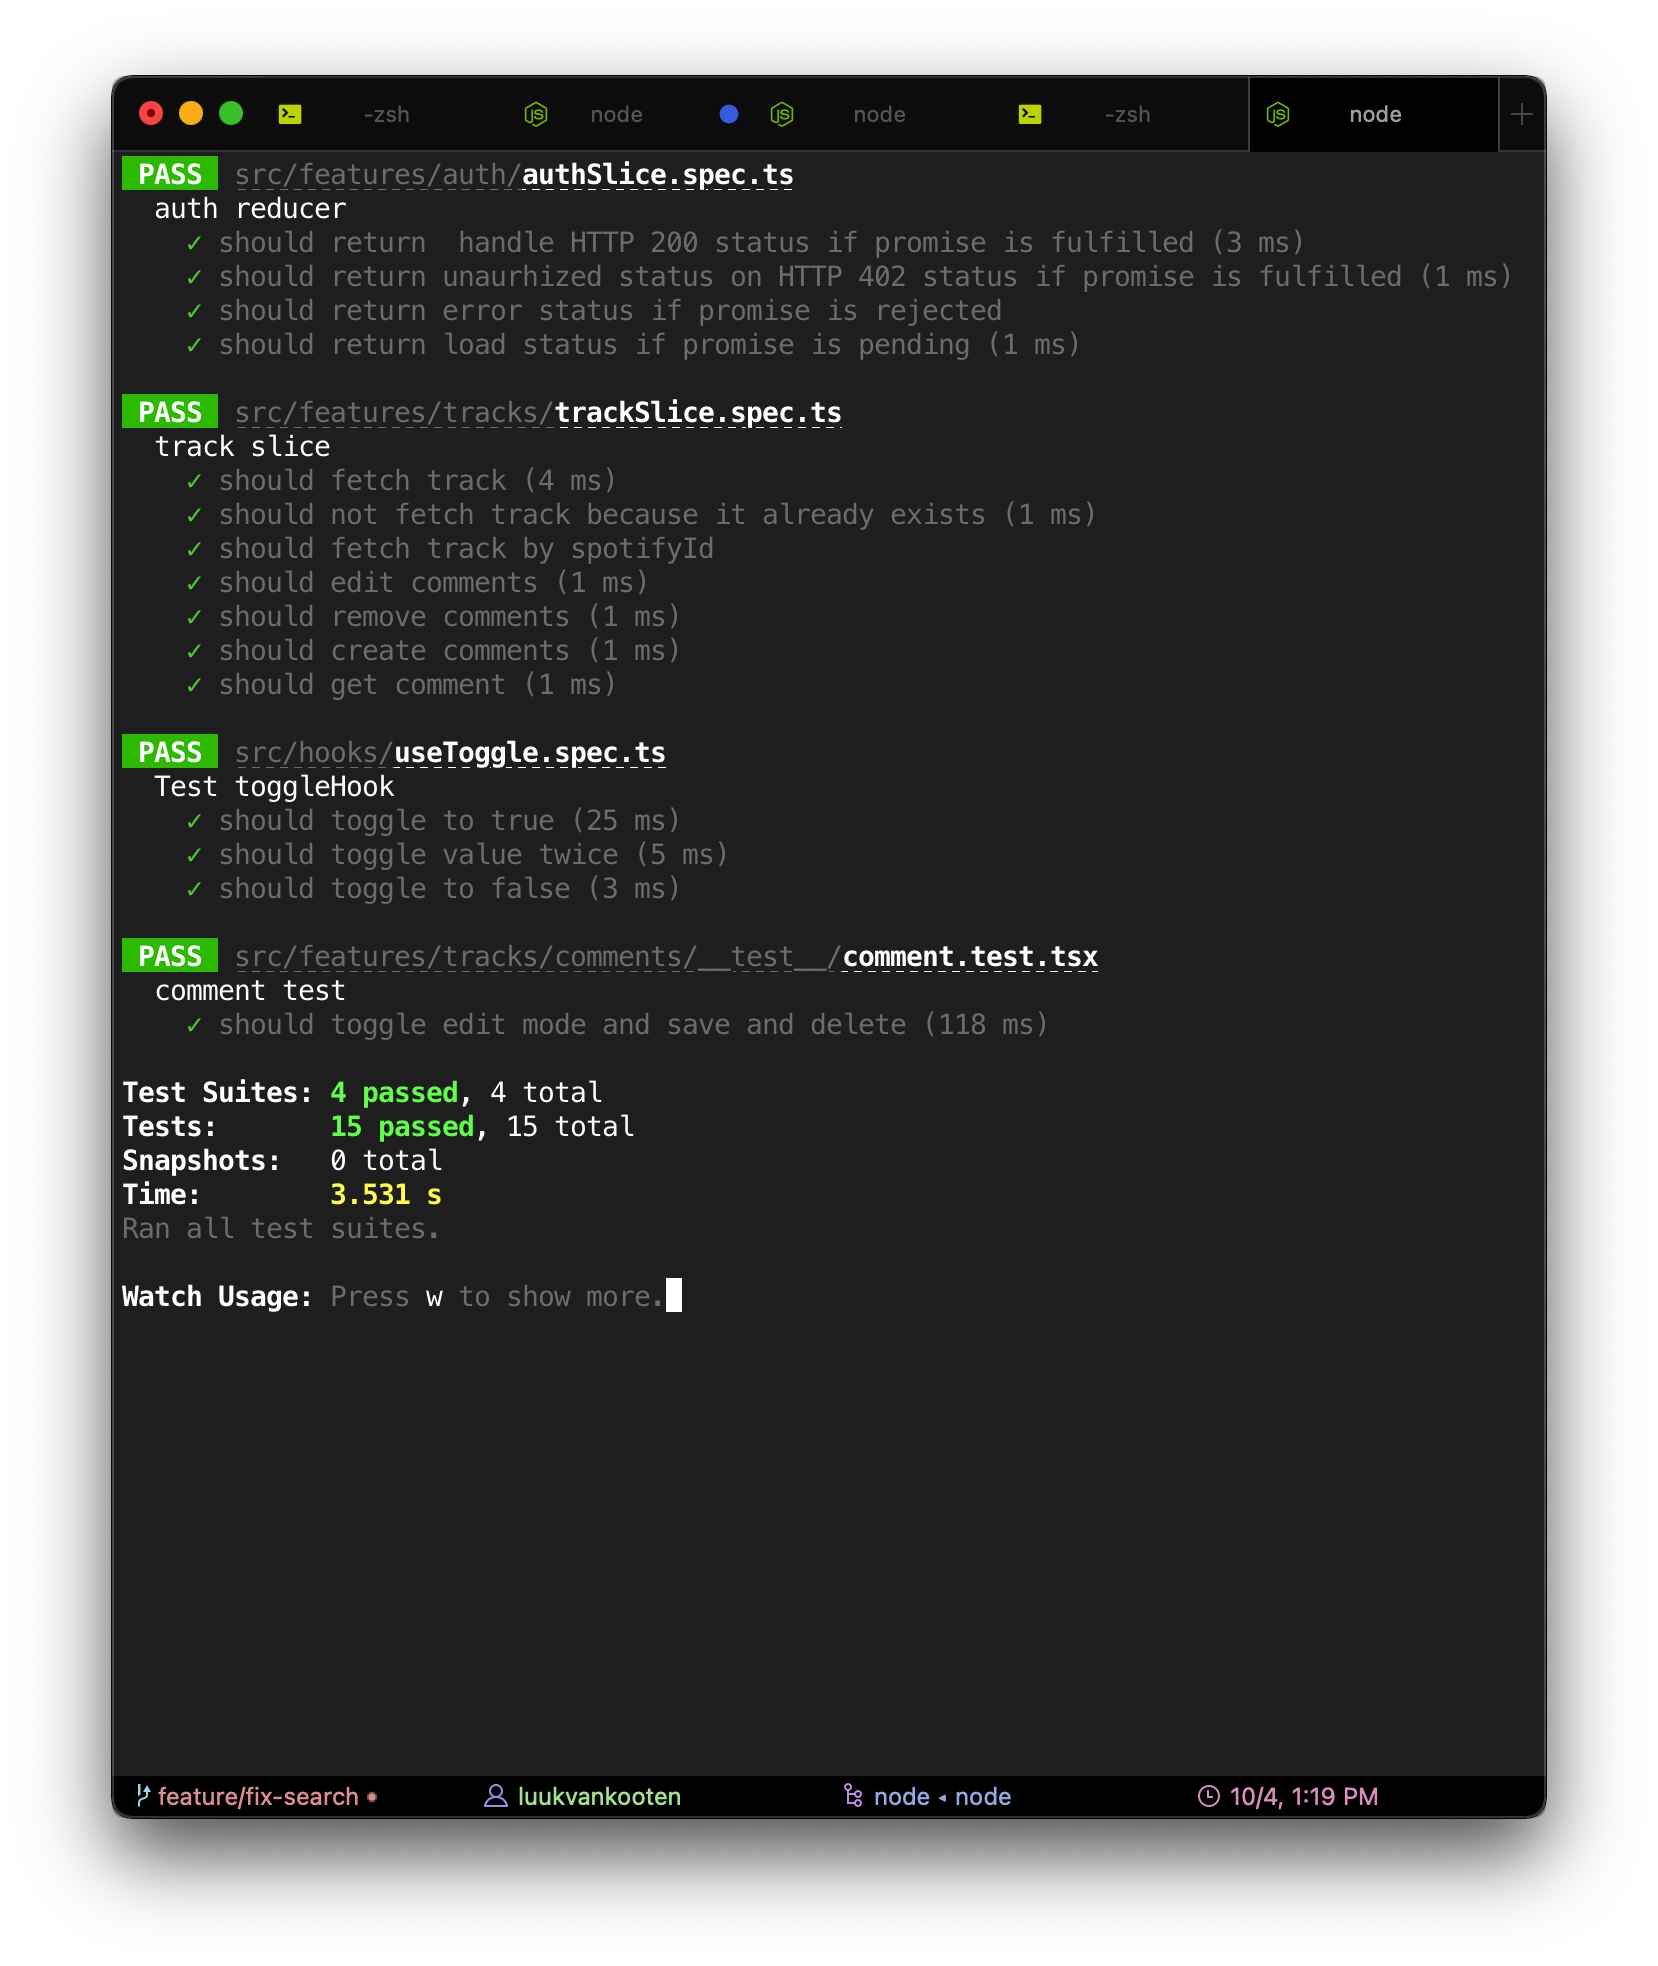 -zsh node node -zsh node
PASS src/features/auth/authSlice.spec.ts
auth reducer
✓ should return  handle HTTP 200 status if promise is fulfilled (3 ms)
✓ should return unaurhized status on HTTP 402 status if promise is fulfilled (1 ms)
✓ should return error status if promise is rejected
✓ should return load status if promise is pending (1 ms)
PASS src/features/tracks/trackSlice.spec.ts
track slice
✓ should fetch track (4 ms)
✓ should not fetch track because it already exists (1 ms)
✓ should fetch track by spotifyId
✓ should edit comments (1 ms)
✓ should remove comments (1 ms)
✓ should create comments (1 ms)
✓ should get comment (1 ms)
PASS src/hooks/useToggle.spec.ts
Test toggleHook
✓ should toggle to true (25 ms)
✓ should toggle value twice (5 ms)
✓ should toggle to false (3 ms)
PASS src/features/tracks/comments/__test__/comment.test.tsx
comment test
✓ should toggle edit mode and save and delete (118 ms)
Test Suites: 4 passed, 4 total
Tests: 15 passed, 15 total
Snapshots: 0 total
Time: 3.531 s
Ran all test suites.
Watch Usage: Press w to show more.
feature/fix-search luukvankooten node ◂ node 10/4, 1:19 PM